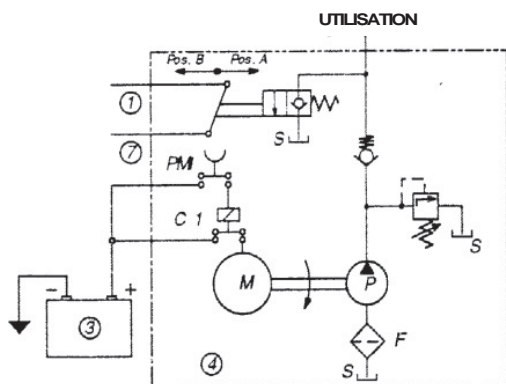 UTILISATION
Pos. B Pos. A
1
S
7
PMI
C 1
S
M P
- +
3
F
4
S